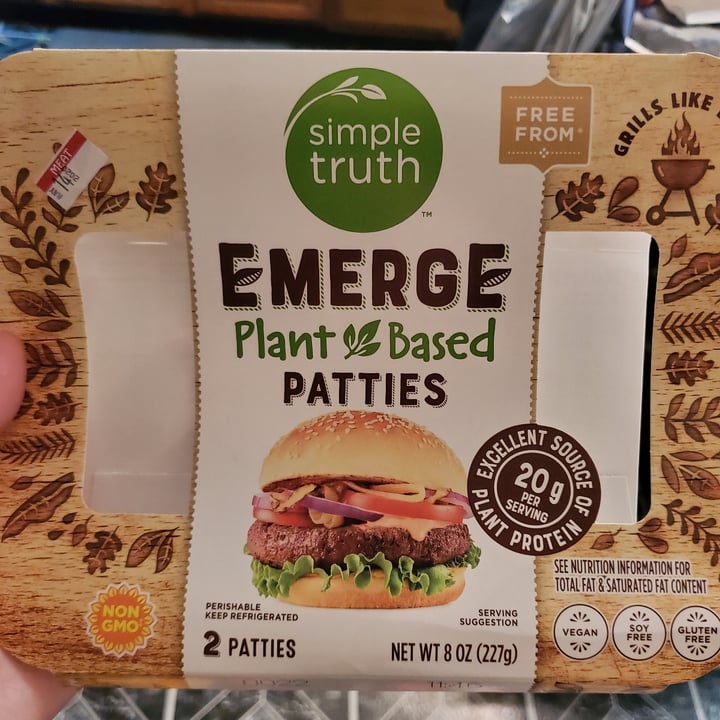 simple
truth
™
FREE
FROM
GRILLS LIKE
MEAT
EMERGE
Plant Based
PATTIES
EXCELLENT SOURCE OF
20g
PER
SERVING
PLANT PROTEIN
SEE NUTRITION INFORMATION FOR
TOTAL FAT & SATURATED FAT CONTENT
NON
GMO
PERISHABLE
KEEP REFRIGERATED
SERVING
SUGGESTION
2 PATTIES
NET WT 8 OZ (227g)
VEGAN
SOY
FREE
GLUTEN
FREE